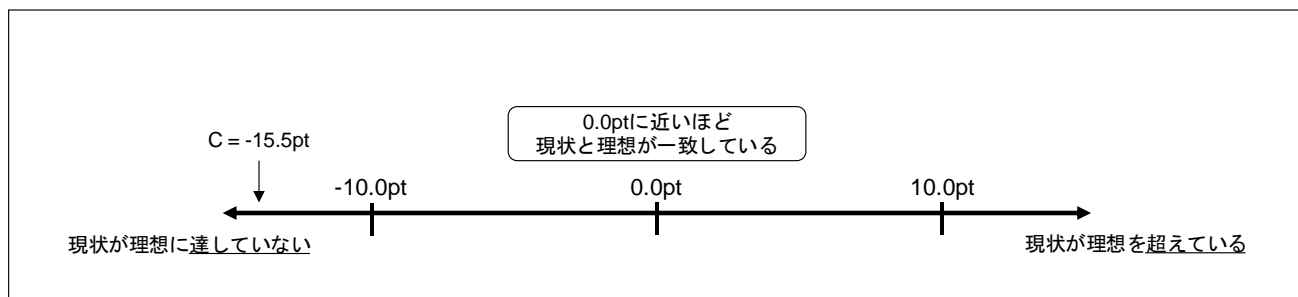 0.0ptに近いほど
現状と理想が一致している
C = -15.5pt
-10.0pt
0.0pt
10.0pt
現状が理想に達していない
現状が理想を超えている